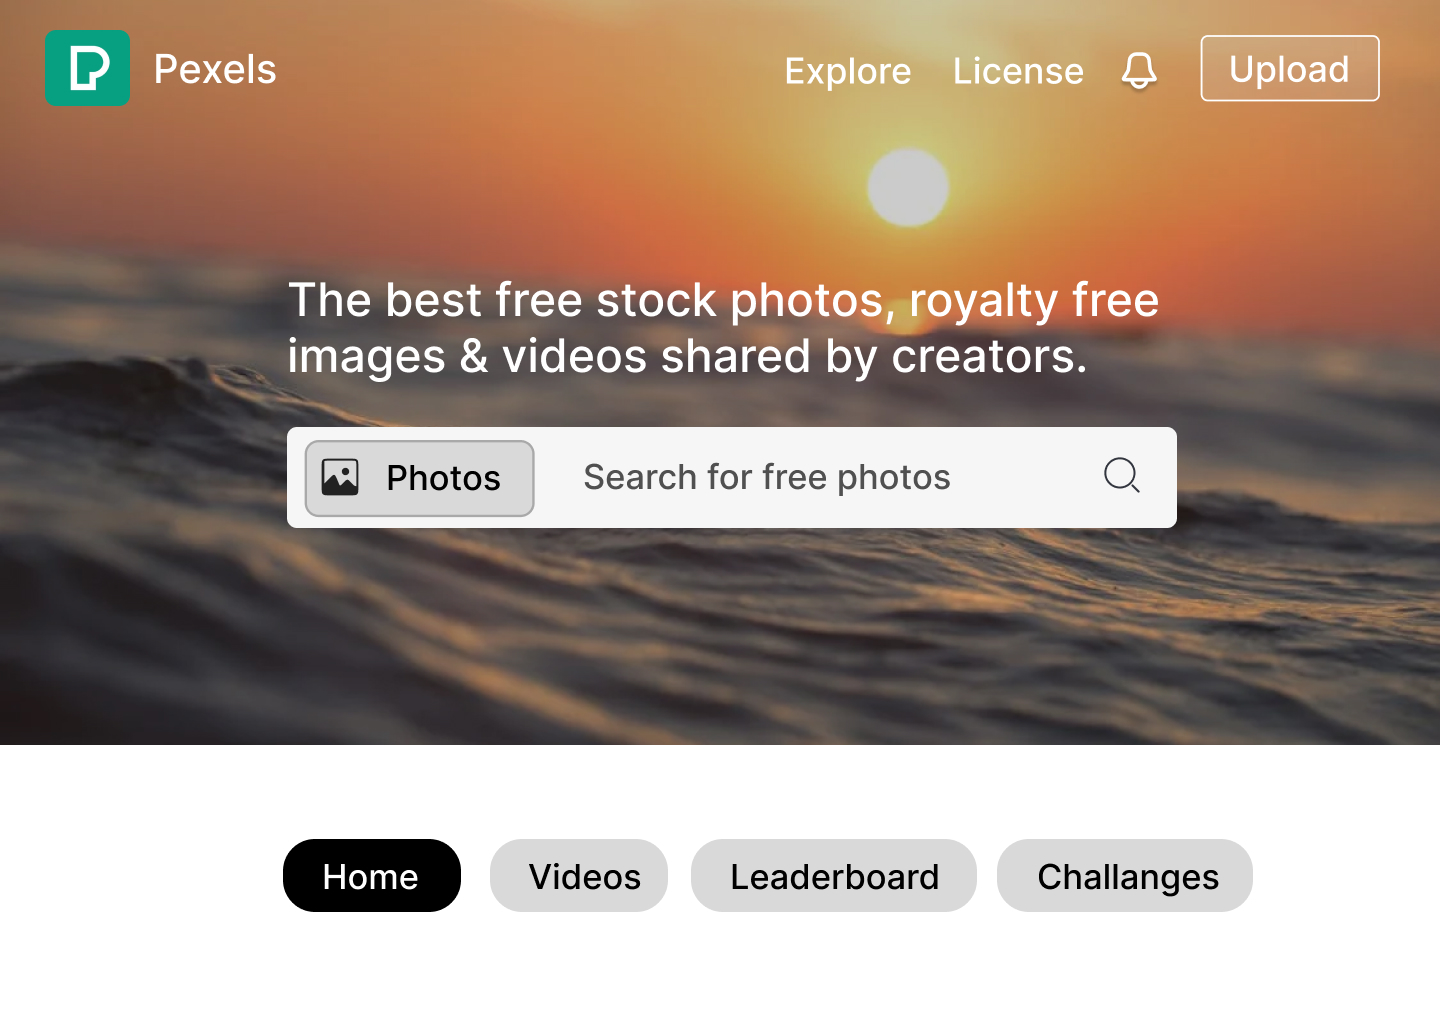 Pexels
Explore
License
Upload
The best free stock photos, royalty free
images & videos shared by creators.
Photos
Search for free photos
Home
Videos
Leaderboard
Challanges